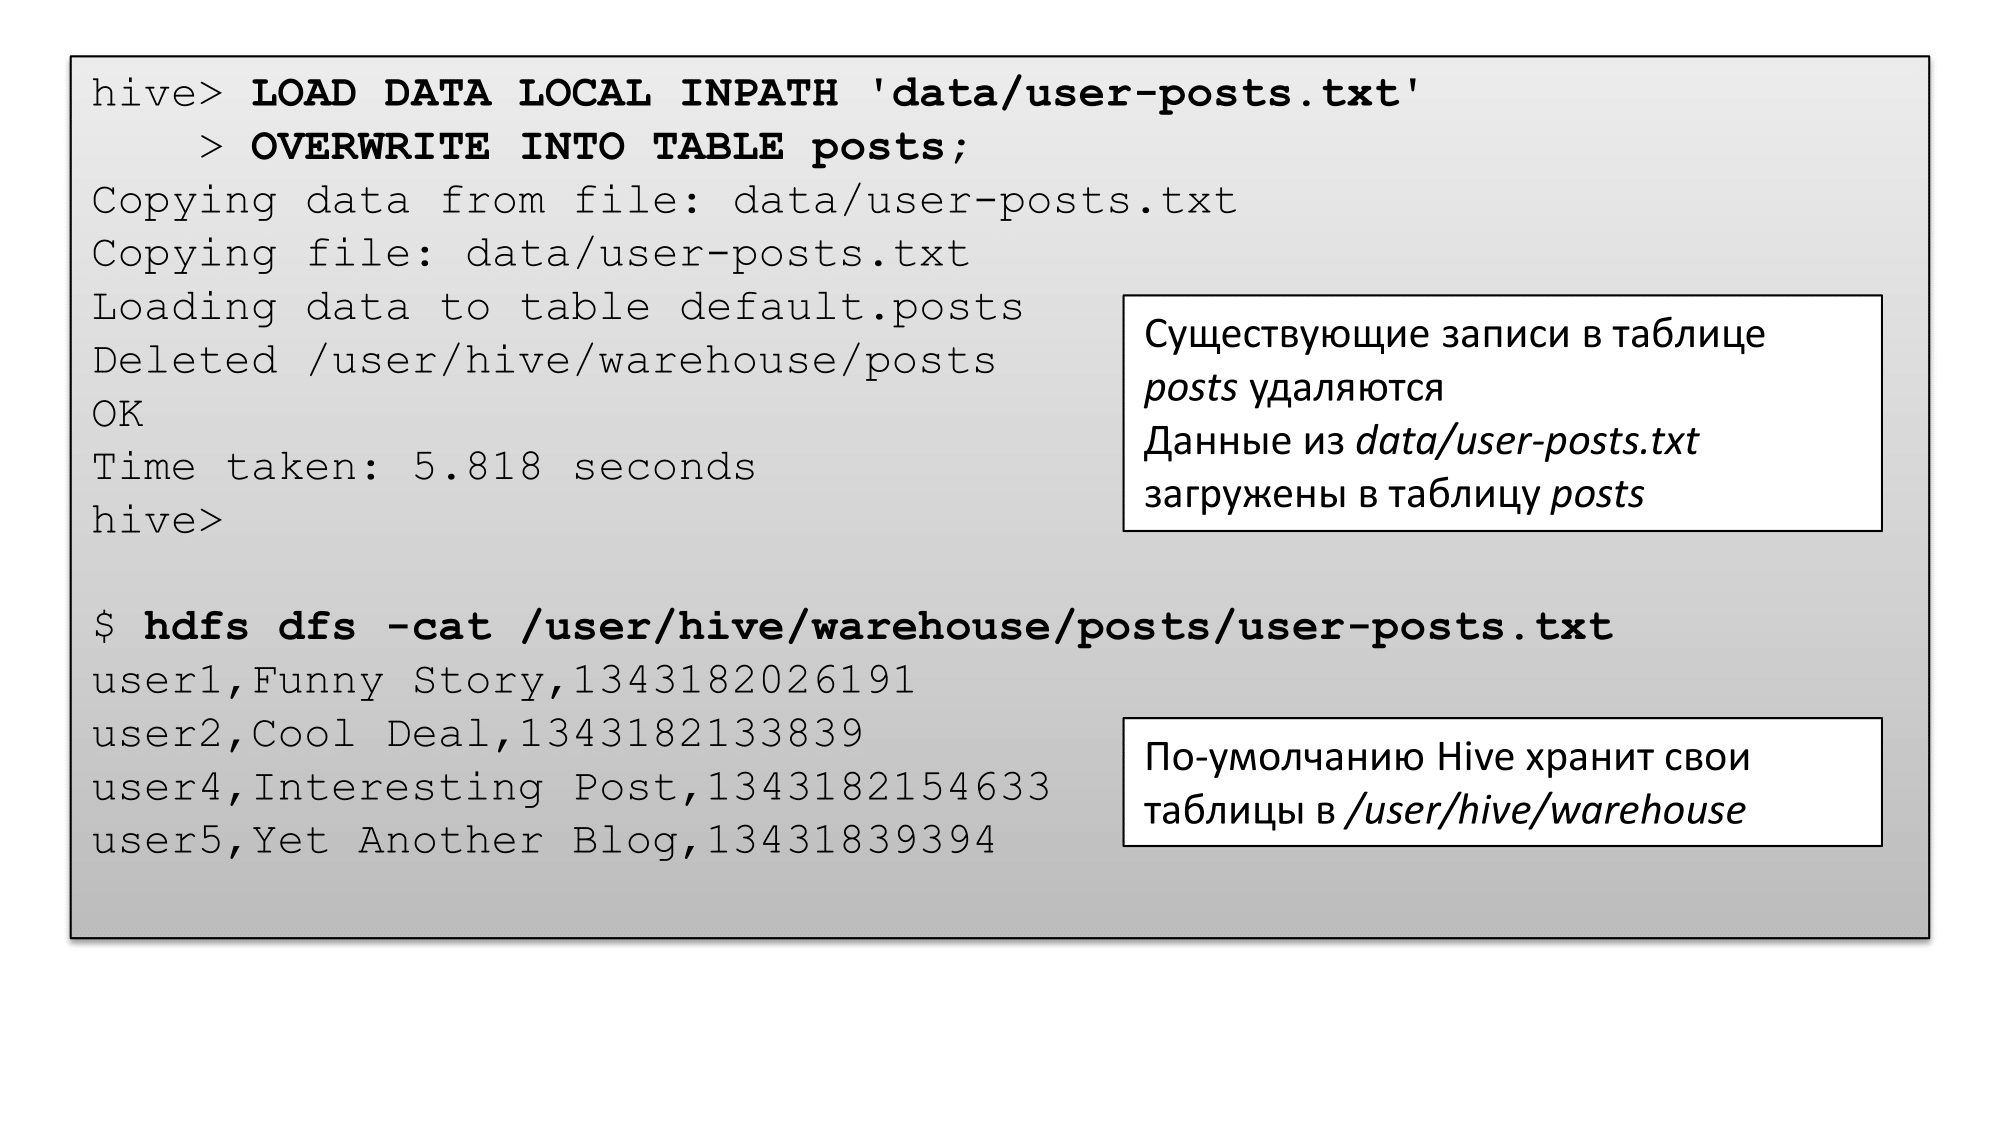 hive> LOAD DATA LOCAL INPATH 'data/user-posts.txt'
    > OVERWRITE INTO TABLE posts;
Copying data from file: data/user-posts.txt
Copying file: data/user-posts.txt
Loading data to table default.posts
Deleted /user/hive/warehouse/posts
OK
Time taken: 5.818 seconds
hive>
Существующие записи в таблице
posts удаляются
Данные из data/user-posts.txt
загружены в таблицу posts
$ hdfs dfs -cat /user/hive/warehouse/posts/user-posts.txt
user1,Funny Story,1343182026191
user2,Cool Deal,1343182133839
user4,Interesting Post,1343182154633
user5,Yet Another Blog,13431839394
По-умолчанию Hive хранит свои
таблицы в /user/hive/warehouse